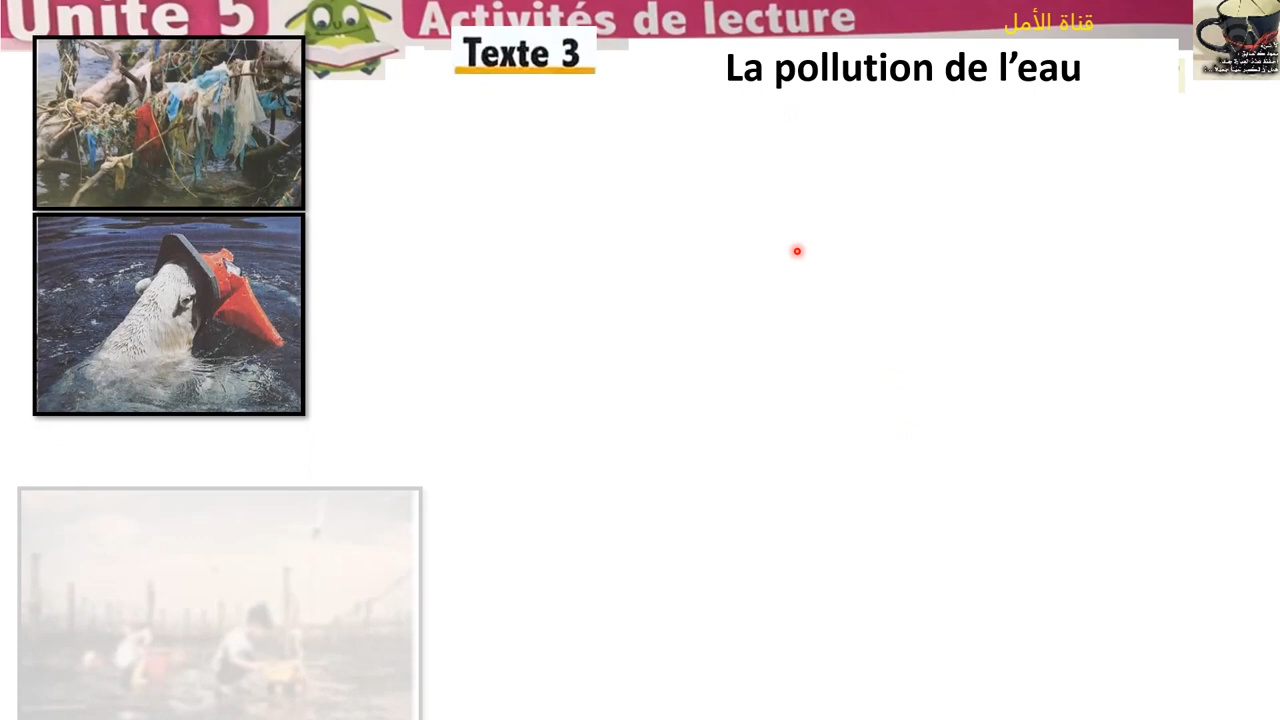 Unité 5
Activités de lecture
قناة الأمل
Texte 3
La pollution de l’eau